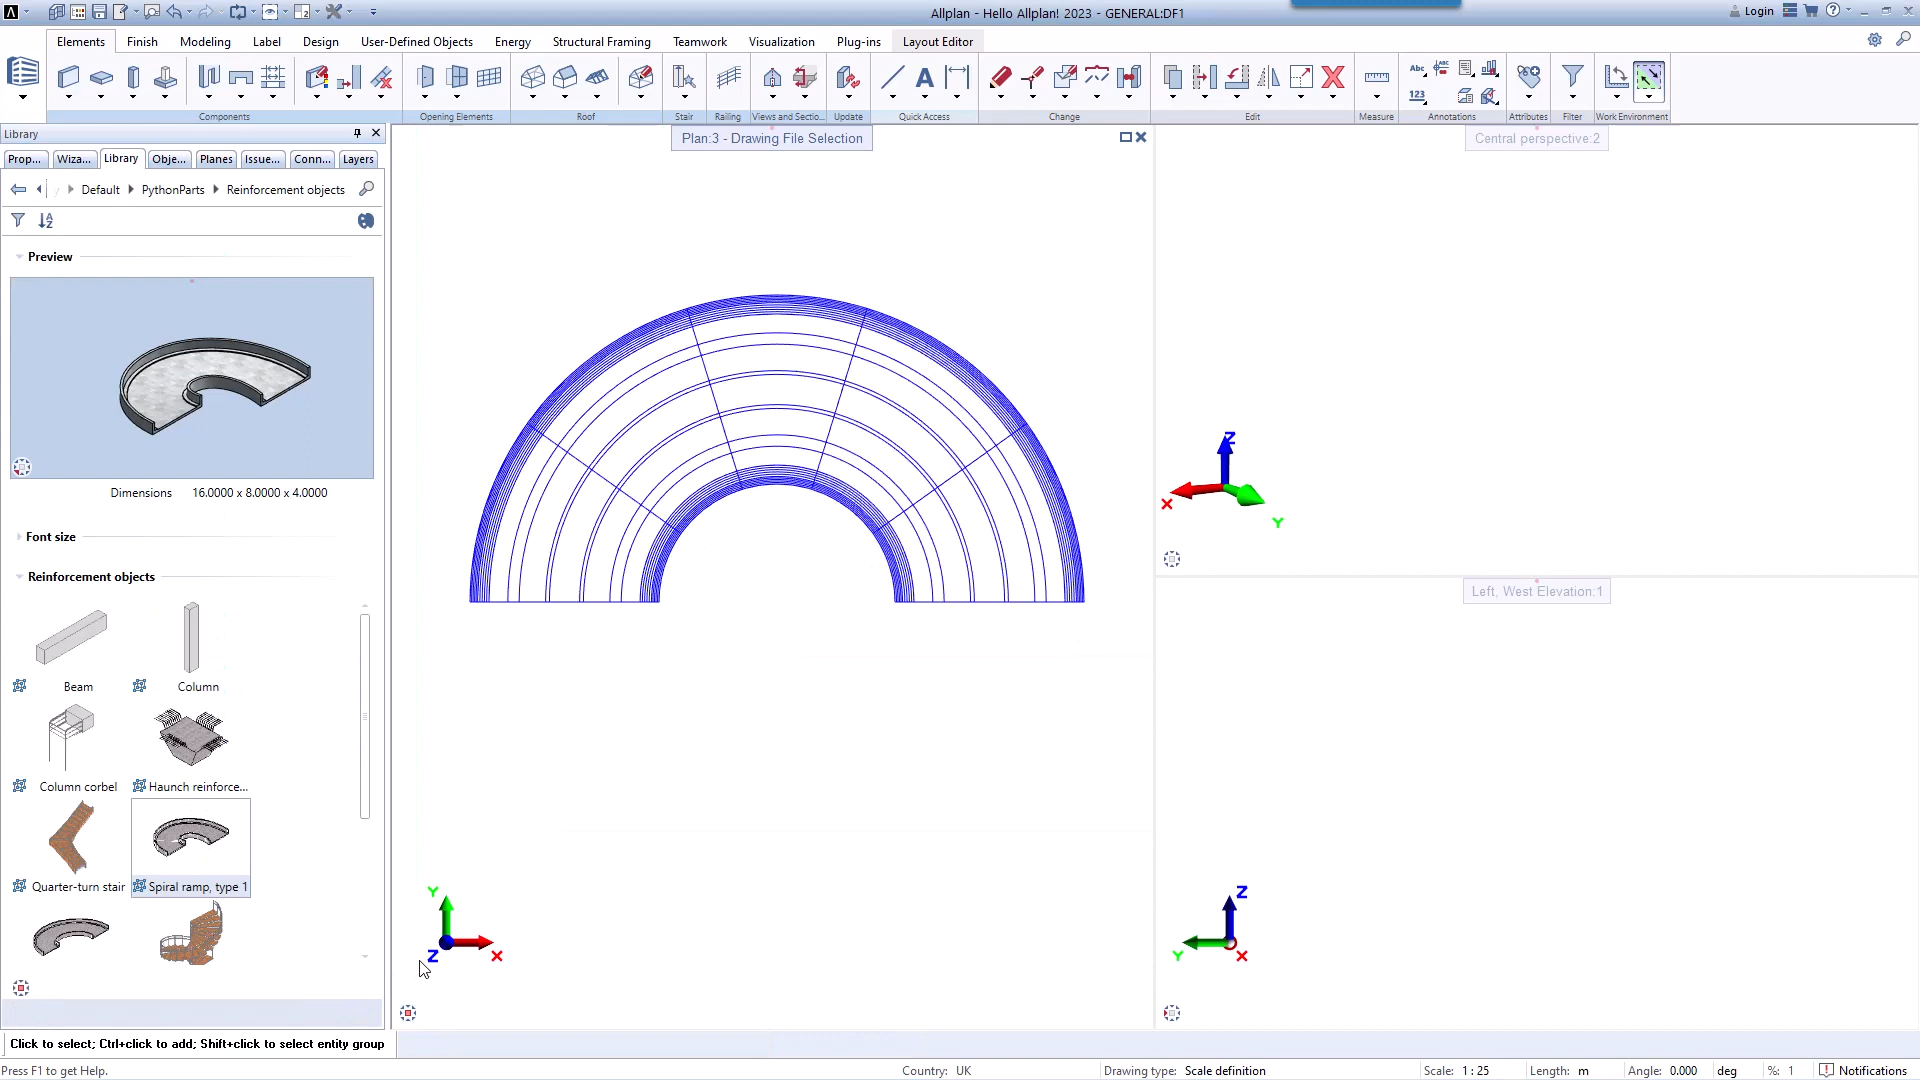 Allplan - Hello Allplan! 2023 - GENERAL:DF1
Login
Elements Finish Modeling Label Design User-Defined Objects Energy Structural Framing Teamwork Visualization Plug-ins Layout Editor
Abc
123
ABC
Components Opening Elements Roof Stair Railing Views and Sectio... Update Quick Access Change Edit Measure Annotations Attributes Filter Work Environment
Library
Prop... Wiza... Library Obje... Planes Issue... Conn... Layers
Default PythonParts Reinforcement objects
Preview
Dimensions 16.0000 x 8.0000 x 4.0000
Font size
Reinforcement objects
Beam Column
Column corbel Haunch reinforce...
Quarter-turn stair Spiral ramp, type 1
Plan:3 - Drawing File Selection
Y
Z X
Central perspective:2
Z
X
Y
Left, West Elevation:1
Z
Y X
Click to select; Ctrl+click to add; Shift+click to select entity group
Press F1 to get Help.
Country: UK
Drawing type: Scale definition
Scale: 1 : 25
Length: m
Angle: 0.000 deg
%: 1
Notifications